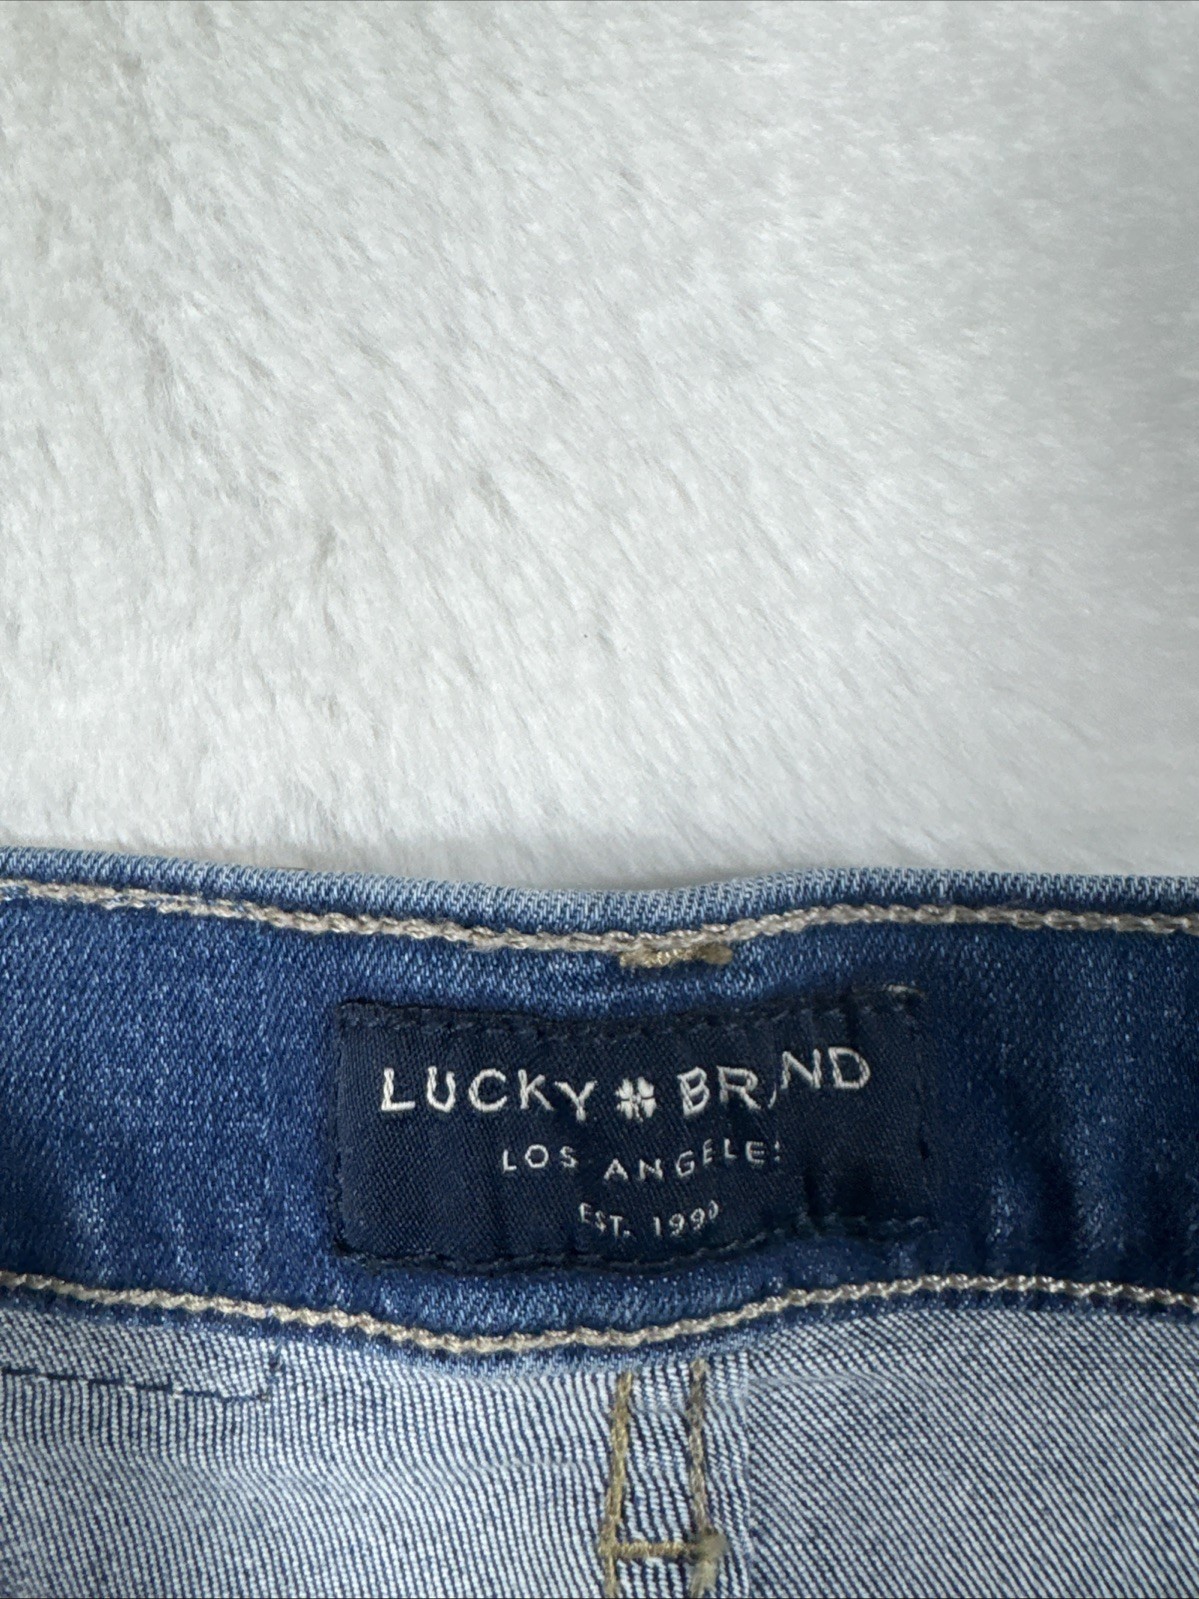 LUCKY BRAND
LOS ANGELES
EST. 1990